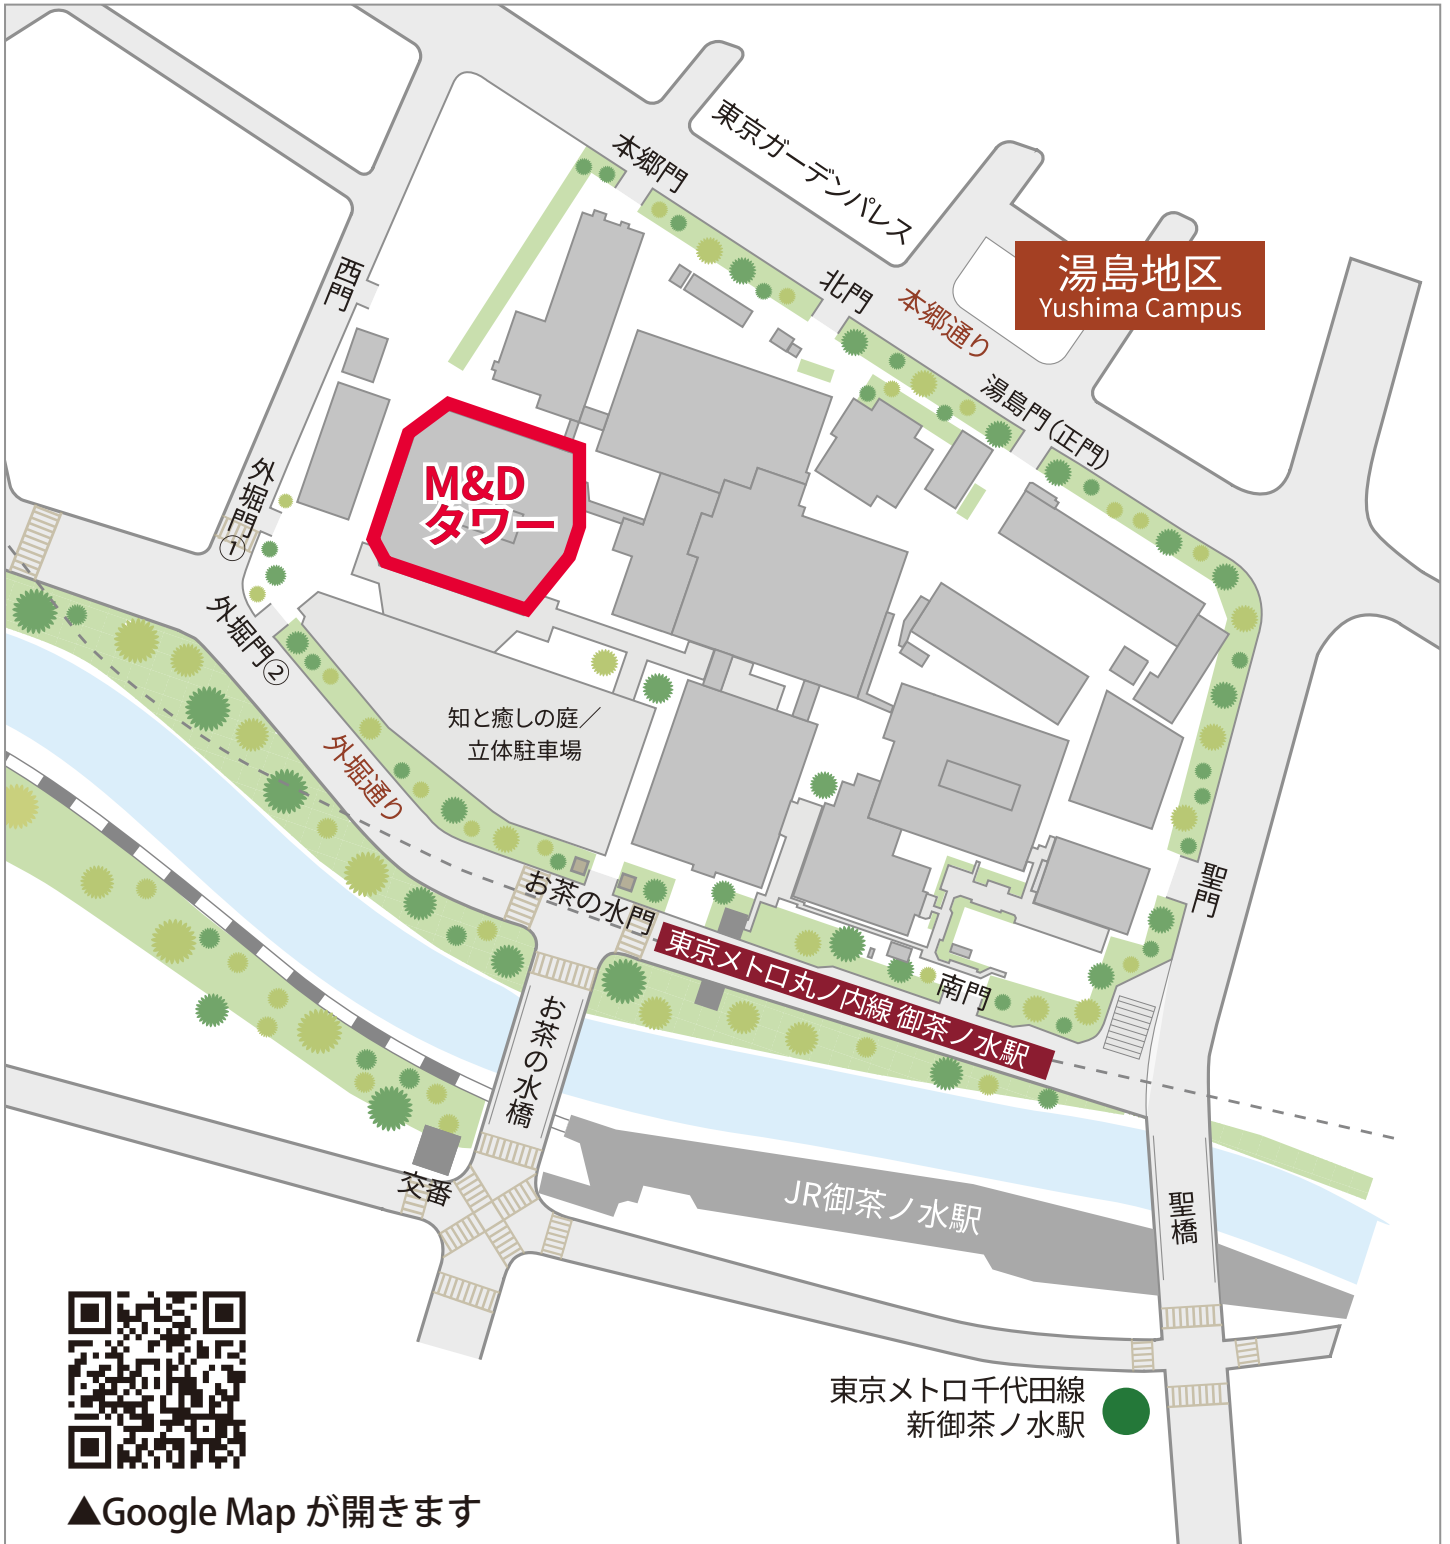 本郷門
東京ガーデンパレス
北門
本郷通り
湯島地区
Yushima Campus
西門
湯島門(正門)
M&D
タワー
外堀門①
外堀門②
知と癒しの庭／
立体駐車場
外堀通り
お茶の水門
聖門
東京メトロ丸ノ内線 御茶ノ水駅
南門
お茶の水橋
交番
JR御茶ノ水駅
聖橋
東京メトロ千代田線
新御茶ノ水駅
▲Google Map が開きます